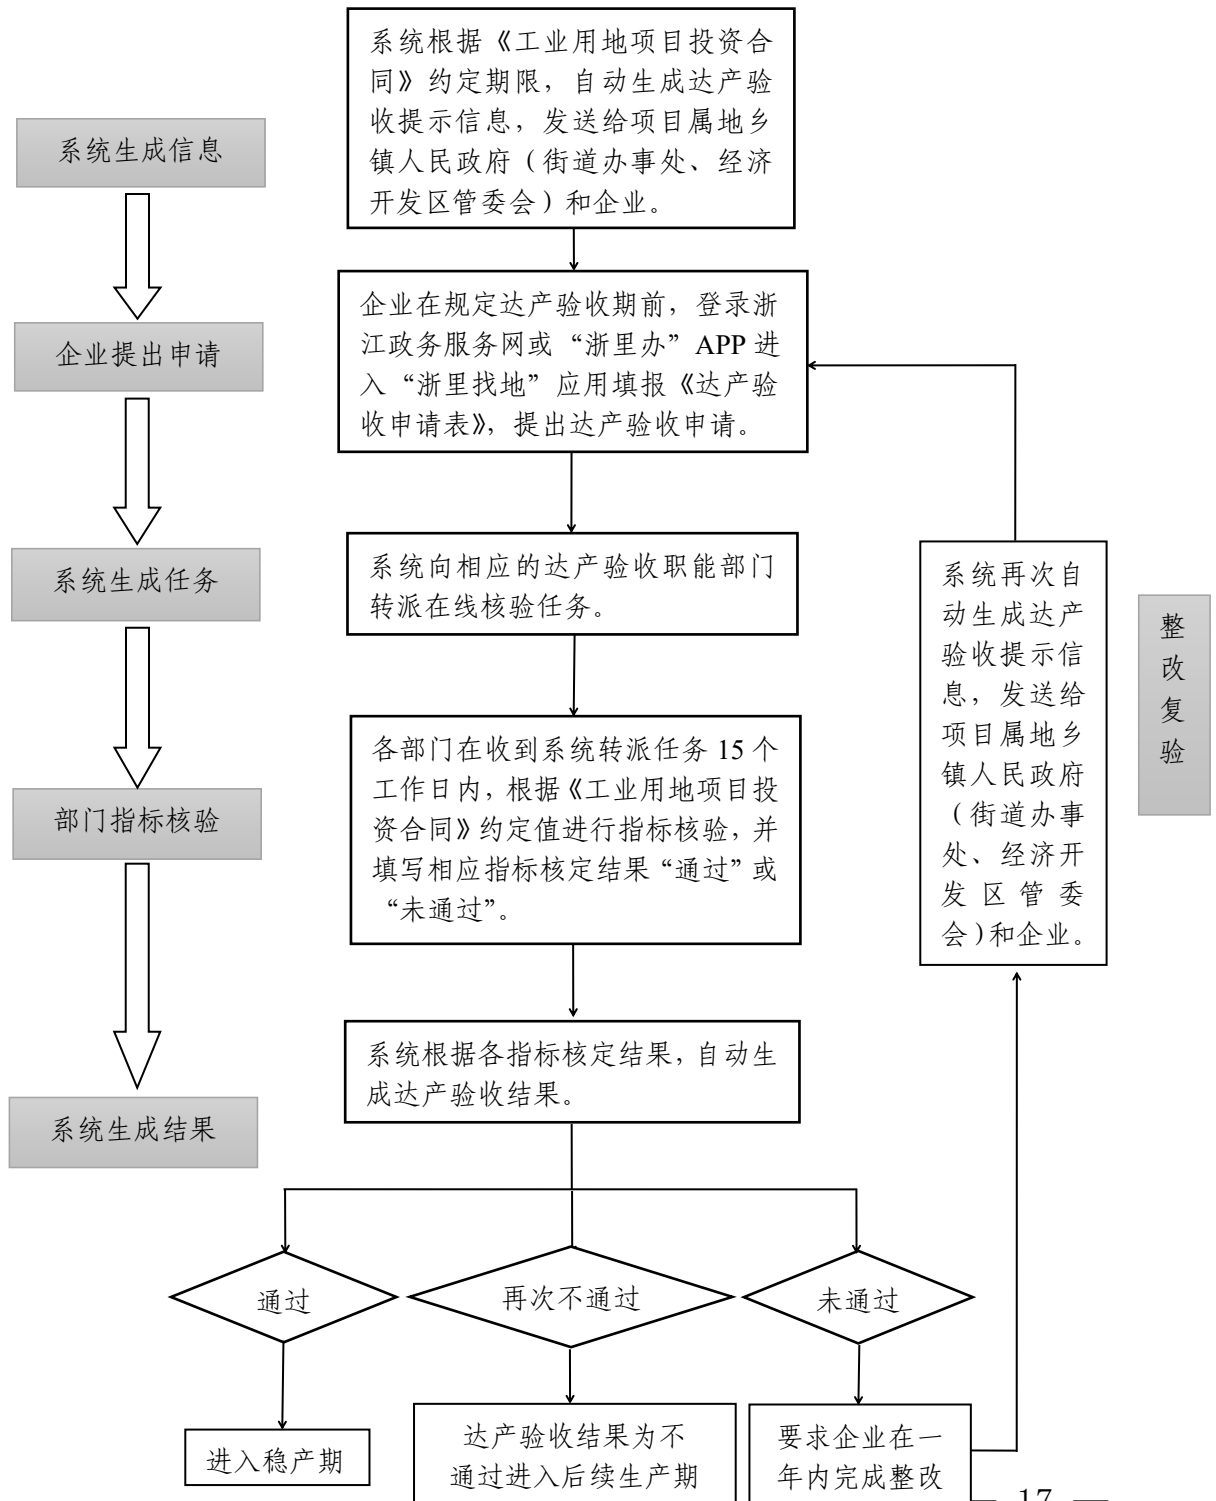 系统根据《工业用地项目投资合
同》约定期限，自动生成达产验
收提示信息，发送给项目属地乡
镇人民政府（街道办事处、经济
开发区管委会）和企业。
系统生成信息
企业在规定达产验收期前，登录浙
江政务服务网或“浙里办”APP 进
入“浙里找地”应用填报《达产验
收申请表》，提出达产验收申请。
企业提出申请
系统向相应的达产验收职能部门
转派在线核验任务。
系统生成任务
各部门在收到系统转派任务 15 个
工作日内，根据《工业用地项目投
资合同》约定值进行指标核验，并
填写相应指标核定结果“通过”或
“未通过”。
部门指标核验
系统再次自
动生成达产
验收提示信
息，发送给
项目属地乡
镇人民政府
（街道办事
处、经济开
发区管委
会）和企业。
整
改
复
验
系统根据各指标核定结果，自动生
成达产验收结果。
系统生成结果
通过
再次不通过
未通过
进入稳产期
达产验收结果为不
通过进入后续生产期
要求企业在一
年内完成整改
— 17 —